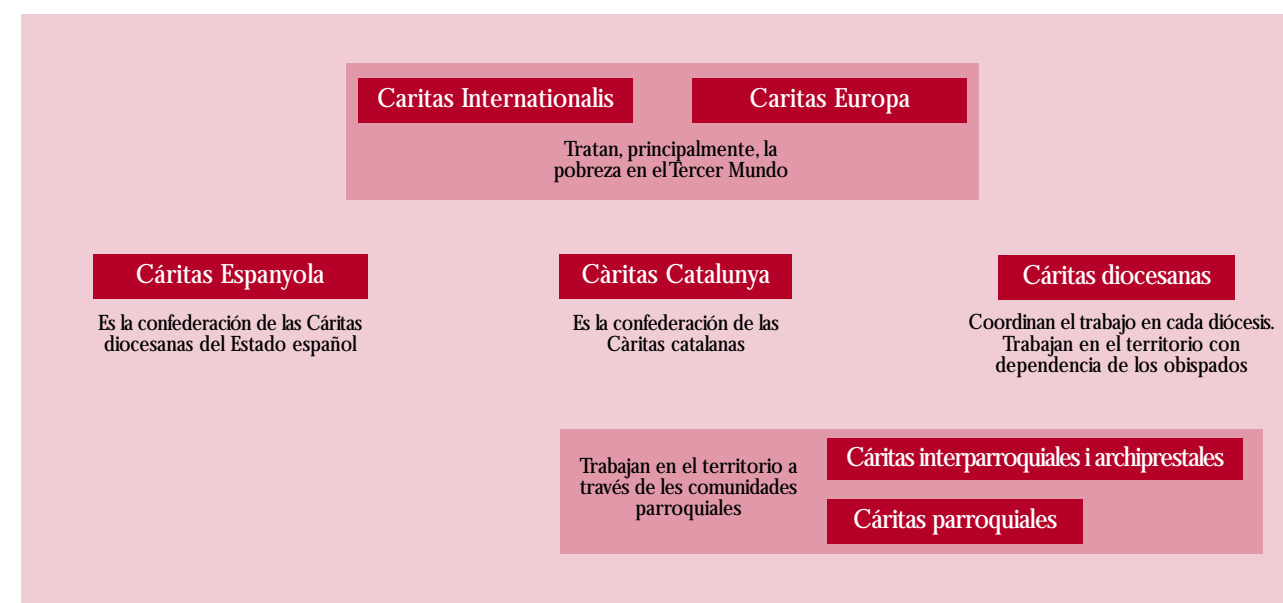 Caritas Internationalis
Caritas Europa
Tratan, principalmente, la
pobreza en el Tercer Mundo
Cáritas Espanyola
Es la confederación de las Cáritas
diocesanas del Estado español
Càritas Catalunya
Es la confederación de las
Càritas catalanas
Cáritas diocesanas
Coordinan el trabajo en cada diócesis.
Trabajan en el territorio con
dependencia de los obispados
Trabajan en el territorio a
través de les comunidades
parroquiales
Cáritas interparroquiales i archiprestales
Cáritas parroquiales